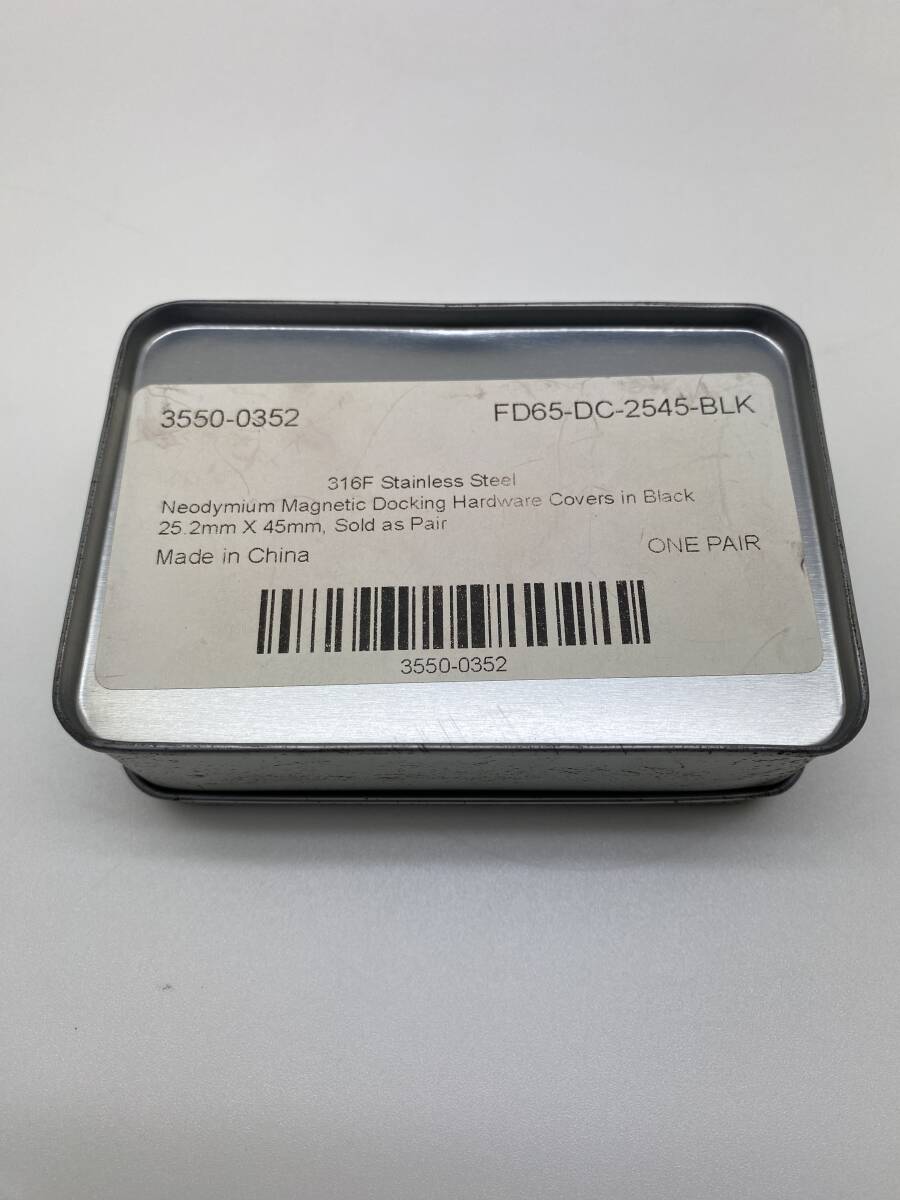 3550-0352
FD65-DC-2545-BLK
316F Stainless Steel
Neodymium Magnetic Docking Hardware Covers in Black
25.2mm X 45mm, Sold as Pair
Made in China
ONE PAIR
3550-0352